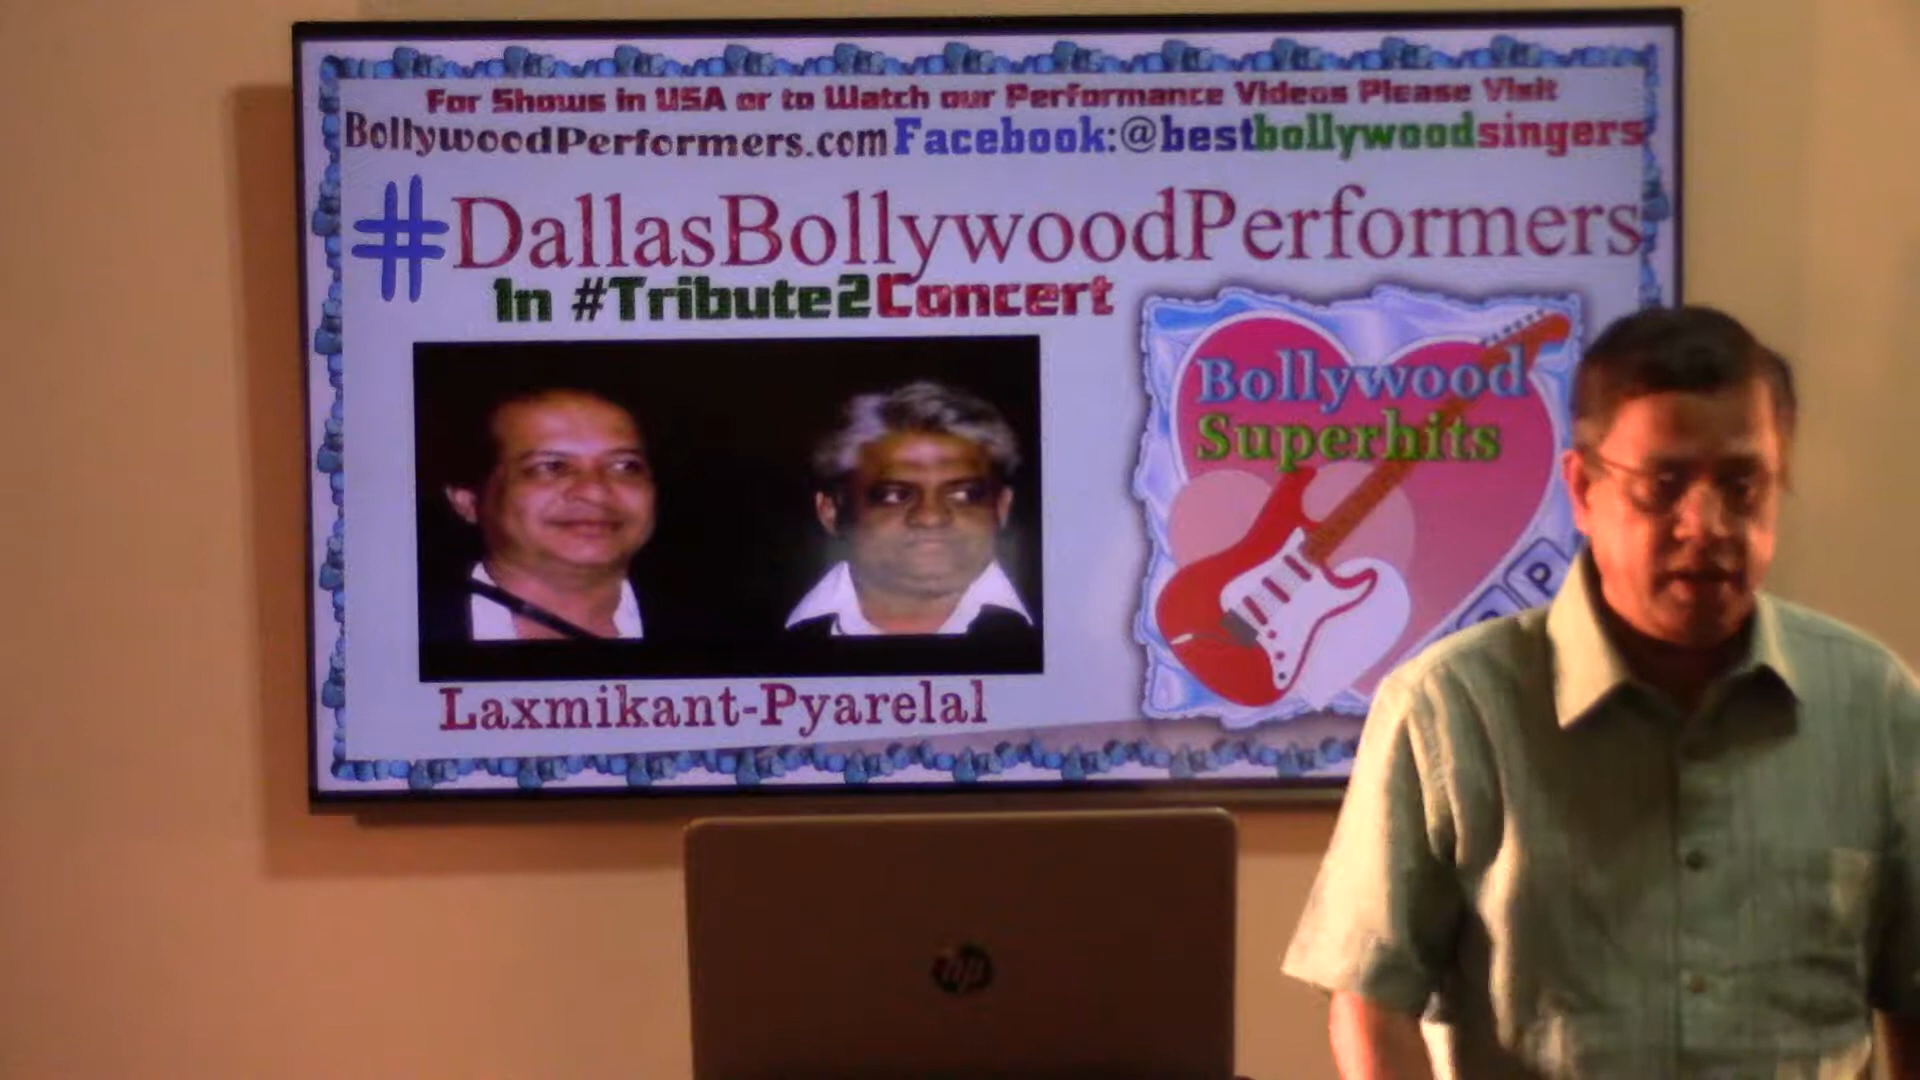 For Shows in USA or to Watch our Performance Videos Please Visit
BollywoodPerformers.com Facebook:@bestbollywoodsingers
#DallasBollywoodPerformers
In #Tribute2Concert
Bollywood
Superhits
P
Laxmikant-Pyarelal
hp